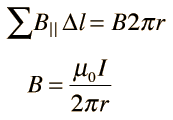 ∑B|| Δl = B2πr
B = μ₀I / 2πr